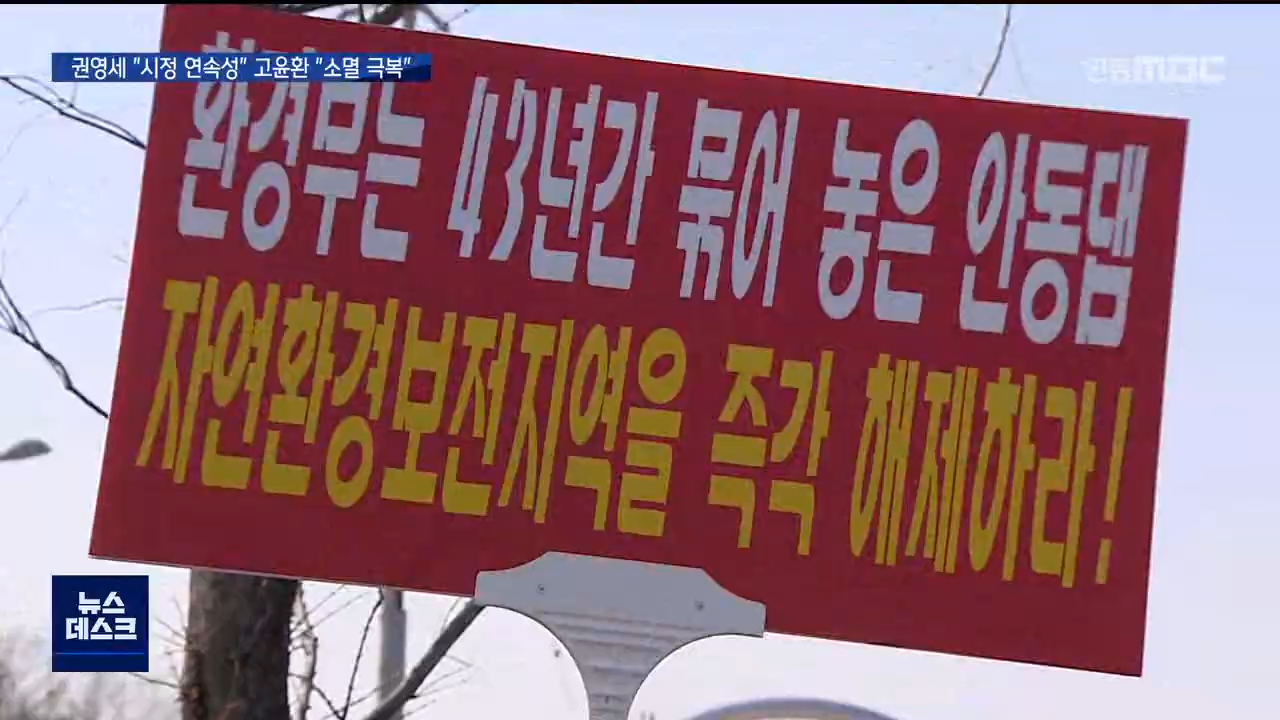 권영세 "시정 연속성" 고윤환 "소멸 극복"
안동MBC
환경부는 43년간 묶어 놓은 안동댐
자연환경보전지역을 즉각 해제하라!
뉴스
데스크